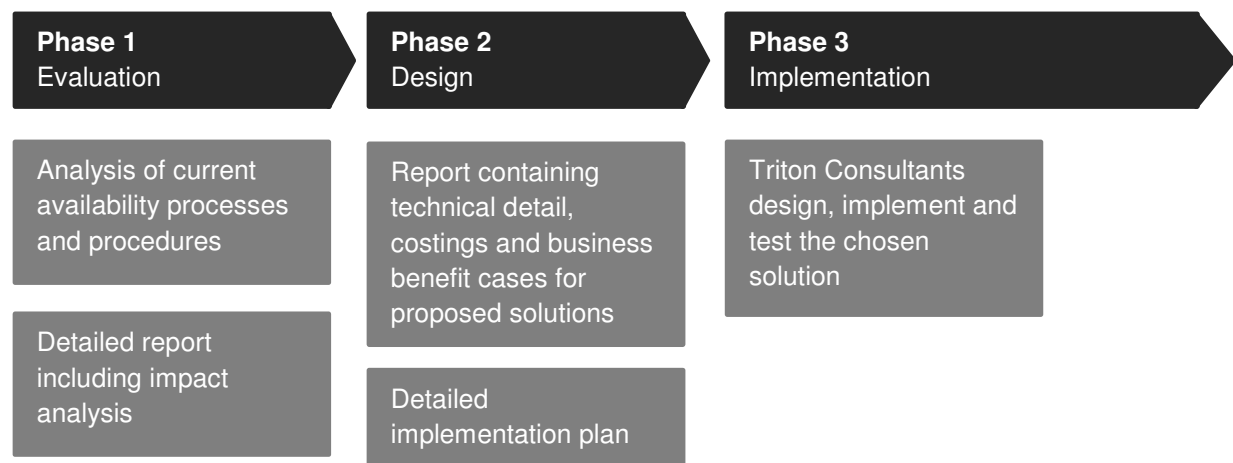 Phase 1
Evaluation
Phase 2
Design
Phase 3
Implementation
Analysis of current
availability processes
and procedures
Detailed report
including impact
analysis
Report containing
technical detail,
costings and business
benefit cases for
proposed solutions
Detailed
implementation plan
Triton Consultants
design, implement and
test the chosen
solution